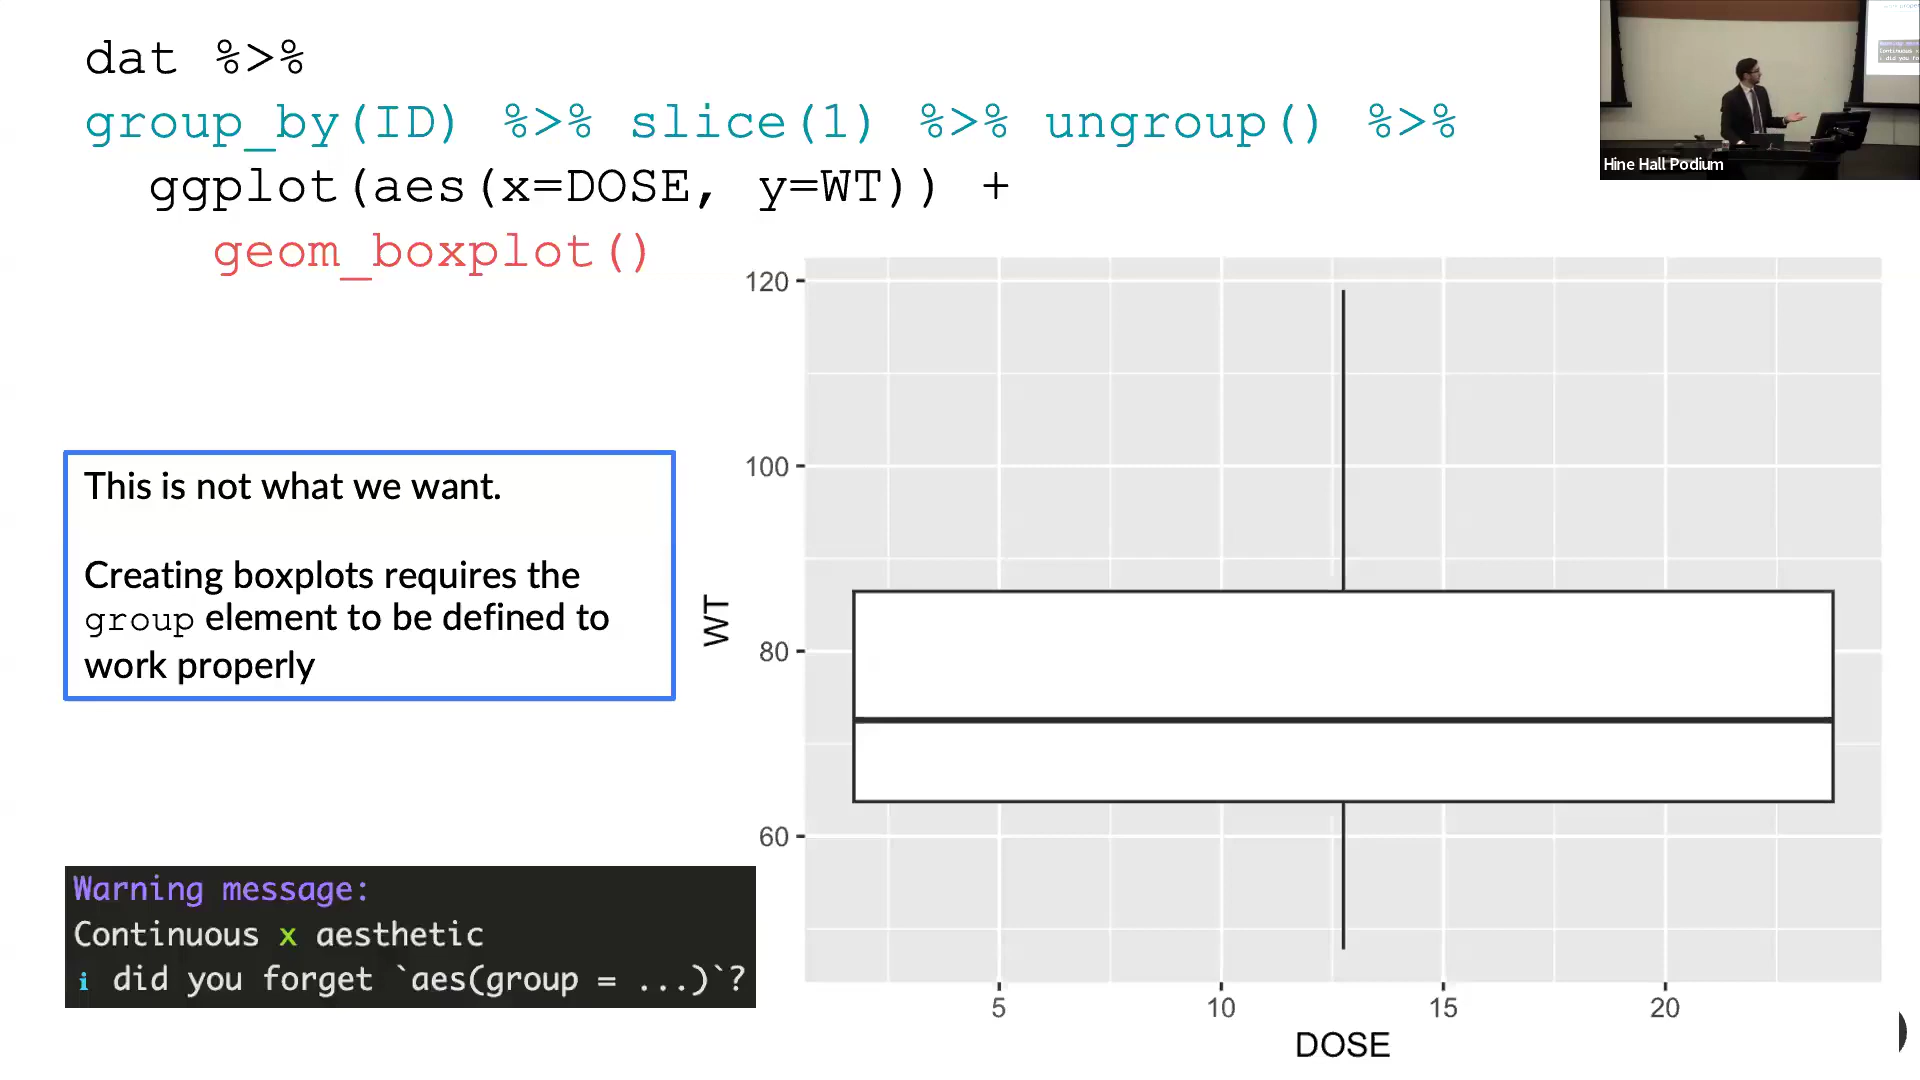 dat %>%
group_by(ID) %>% slice(1) %>% ungroup() %>%
ggplot(aes(x=DOSE, y=WT)) +
geom_boxplot()
Hine Hall Podium
This is not what we want.
Creating boxplots requires the
group element to be defined to
work properly
Warning message:
Continuous x aesthetic
i did you forget `aes(group = ...)`?
120
100
80
60
WT
5 10 15 20
DOSE